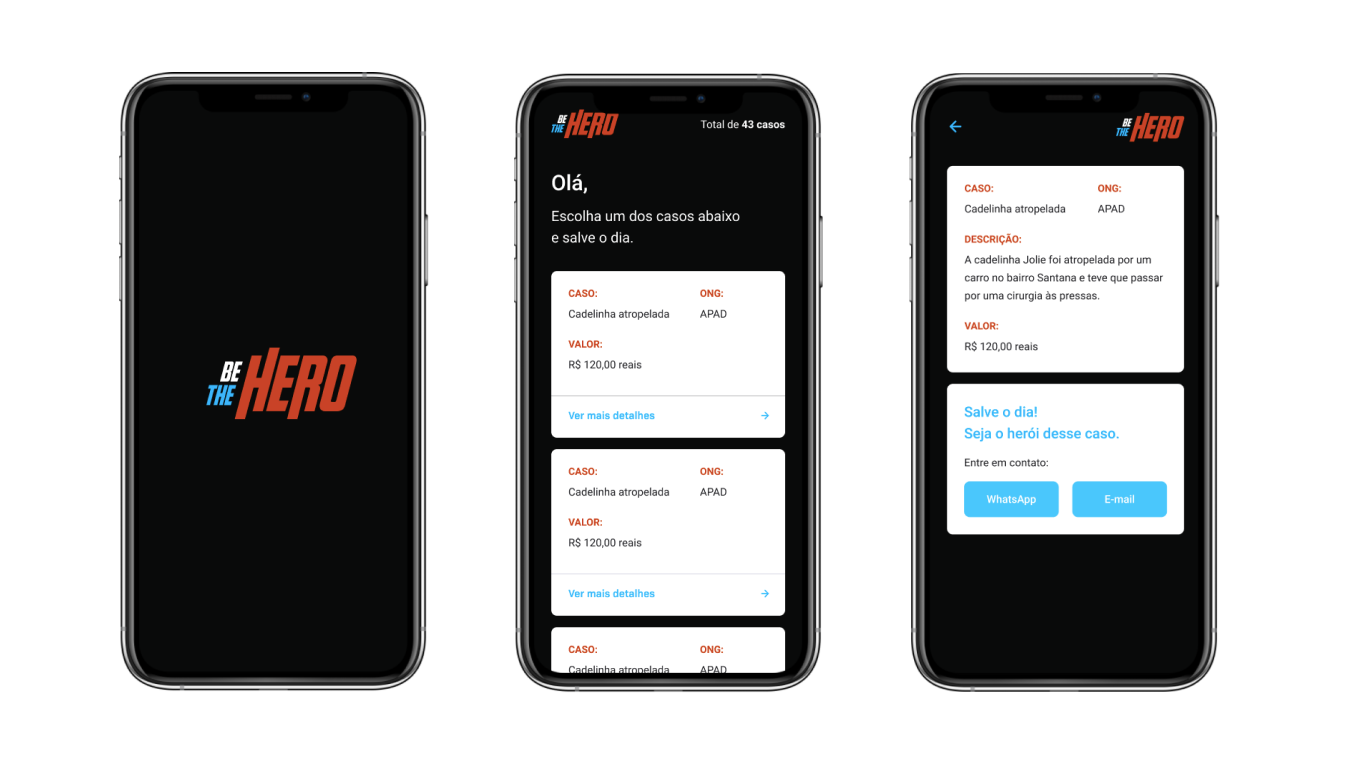 BE
THE HERO
BE
THE HERO
Total de 43 casos
Olá,
Escolha um dos casos abaixo
e salve o dia.
CASO: ONG:
Cadelinha atropelada APAD
VALOR:
R$ 120,00 reais
Ver mais detalhes
CASO: ONG:
Cadelinha atropelada APAD
VALOR:
R$ 120,00 reais
Ver mais detalhes
CASO: ONG:
Cadelinha atropelada APAD
BE
THE HERO
CASO: ONG:
Cadelinha atropelada APAD
DESCRIÇÃO:
A cadelinha Jolie foi atropelada por um
carro no bairro Santana e teve que passar
por uma cirurgia às pressas.
VALOR:
R$ 120,00 reais
Salve o dia!
Seja o herói desse caso.
Entre em contato:
WhatsApp E-mail